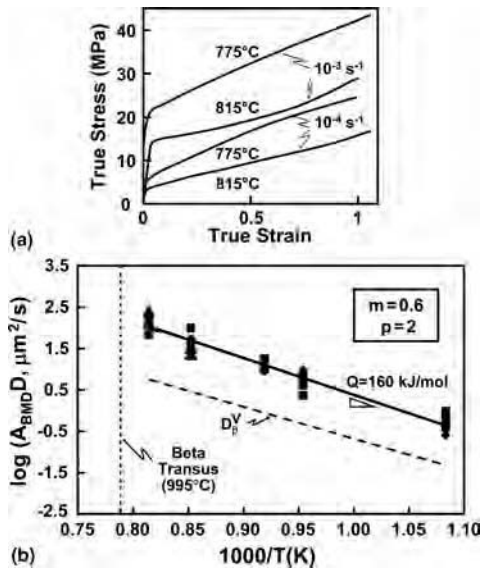 40
30
20
10
0
True Stress (MPa)
775°C
10⁻³ s⁻¹
815°C
10⁻⁴ s⁻¹
775°C
815°C
0
0.5
1
True Strain
(a)
3.5
2.5
1.5
0.5
-0.5
-1.5
-2.5
log (A_BMD D, μm²/s)
m=0.6
p=2
Q=160 kJ/mol
D_β^V
Beta
Transus
(995°C)
0.75
0.80
0.85
0.90
0.95
1.00
1.05
1.10
1000/T(K)
(b)